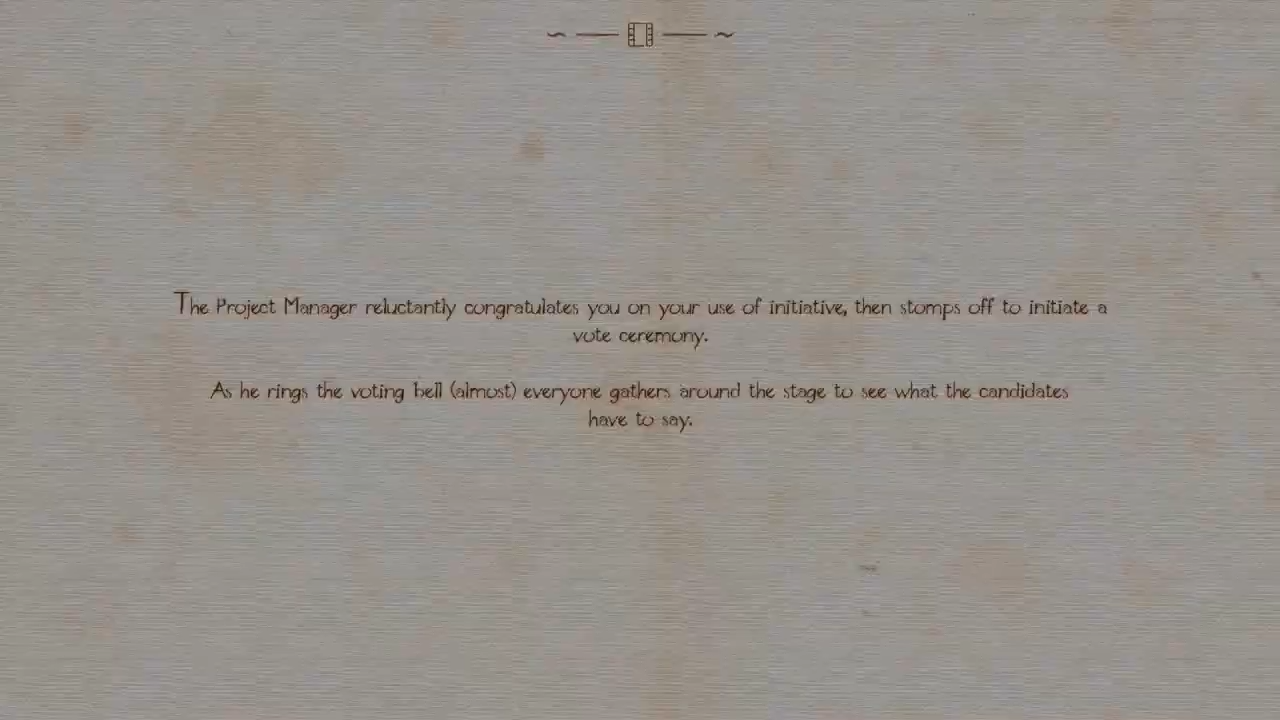 The Project Manager reluctantly congratulates you on your use of initiative, then stomps off to initiate a
vote ceremony.
As he rings the voting bell (almost) everyone gathers around the stage to see what the candidates
have to say.